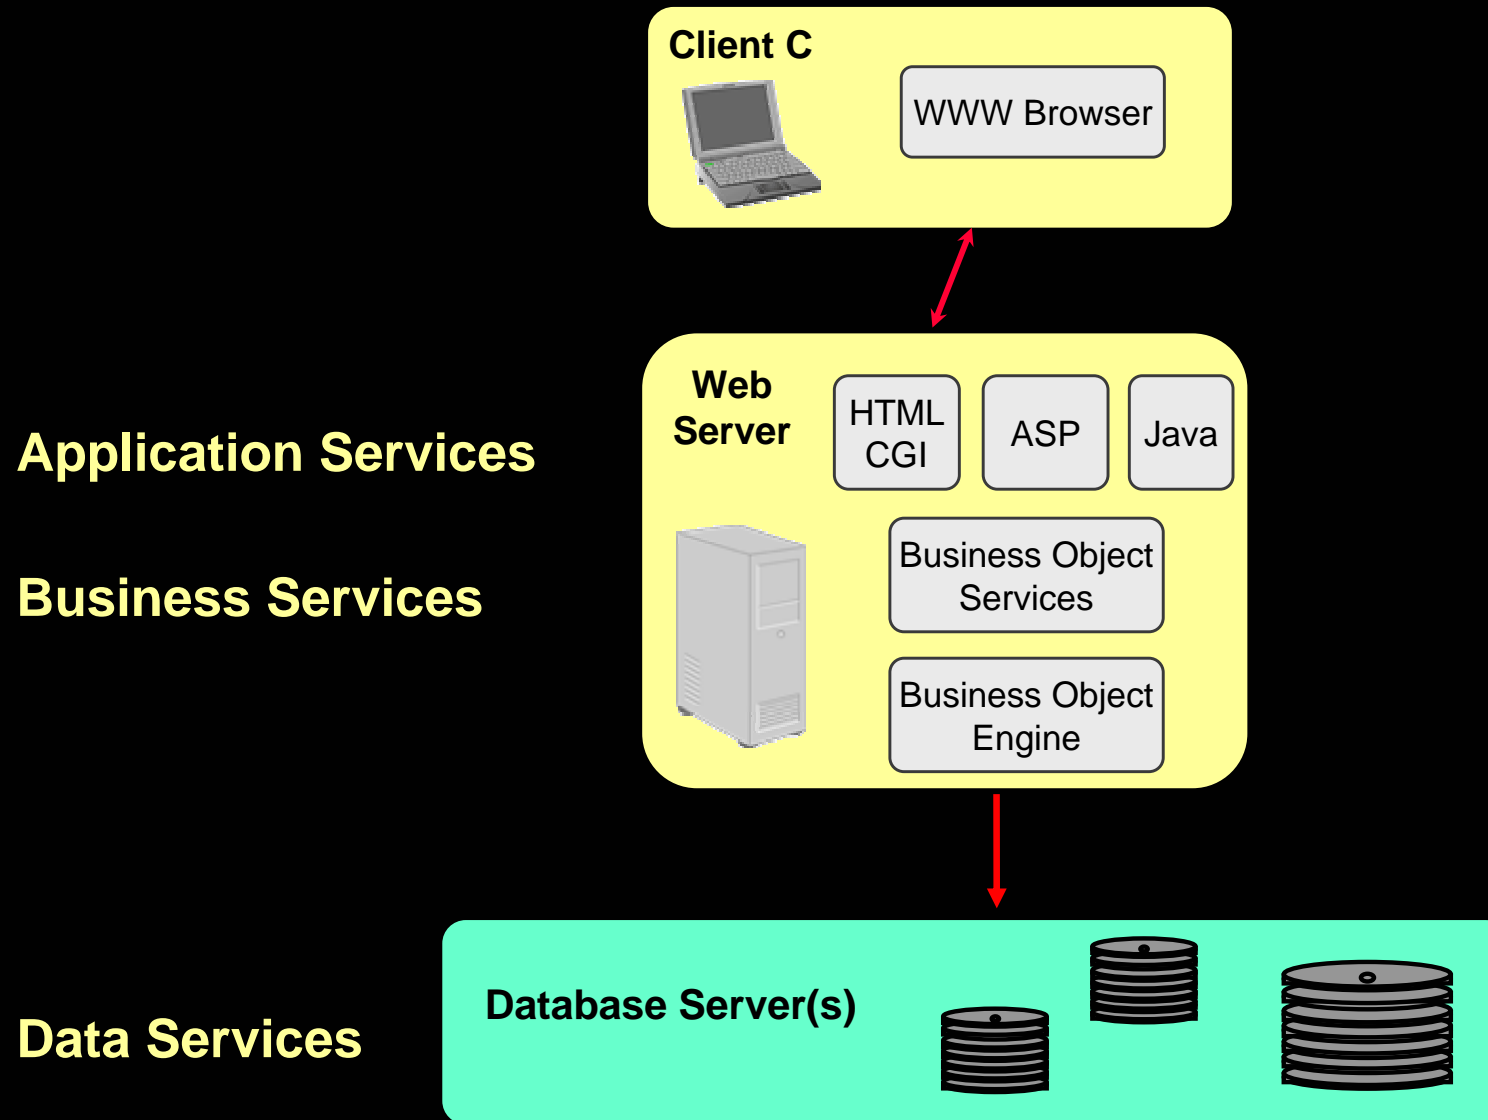 Client C
WWW Browser
Web
Server
HTML
CGI
ASP
Java
Application Services
Business Object
Services
Business Services
Business Object
Engine
Database Server(s)
Data Services